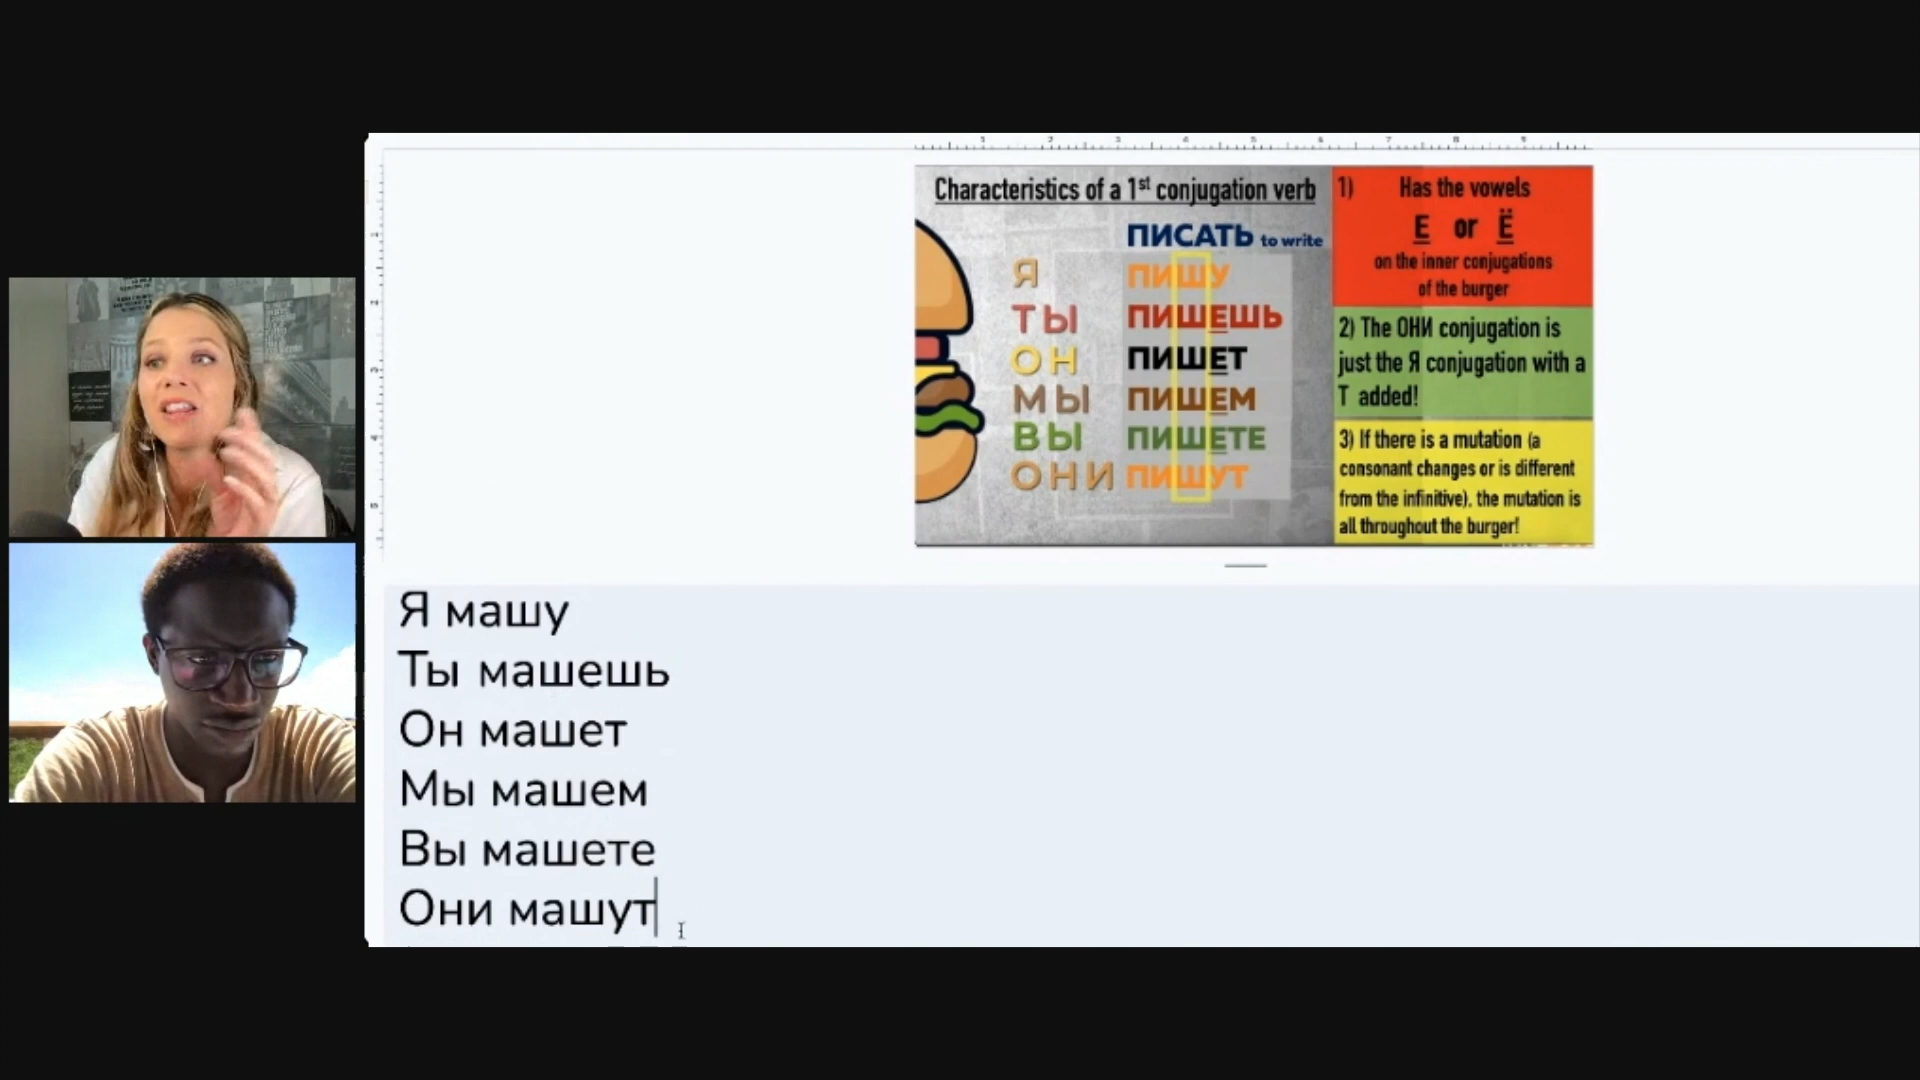 Characteristics of a 1st conjugation verb
ПИСАТЬ to write
Я ПИШУ
ТЫ ПИШЕШЬ
ОН ПИШЕТ
МЫ ПИШЕМ
ВЫ ПИШЕТЕ
ОНИ ПИШУТ
1) Has the vowels
Е or Ё
on the inner conjugations
of the burger
2) The ОНИ conjugation is
just the Я conjugation with a
Т added!
3) If there is a mutation (a
consonant changes or is different
from the infinitive), the mutation is
all throughout the burger!
Я машу
Ты машешь
Он машет
Мы машем
Вы машете
Они машут